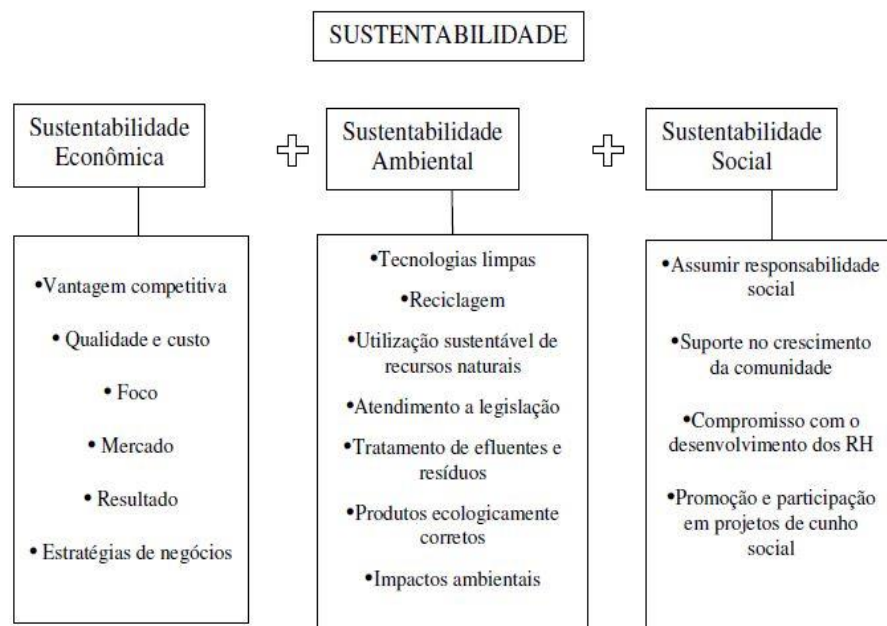 SUSTENTABILIDADE
Sustentabilidade
Econômica
Sustentabilidade
Ambiental
Sustentabilidade
Social
•Vantagem competitiva
•Qualidade e custo
• Foco
• Mercado
• Resultado
• Estratégias de negócios
•Tecnologias limpas
•Reciclagem
•Utilização sustentável de
recursos naturais
•Atendimento a legislação
•Tratamento de efluentes e
resíduos
•Produtos ecologicamente
corretos
•Impactos ambientais
•Assumir responsabilidade
social
•Suporte no crescimento
da comunidade
•Compromisso com o
desenvolvimento dos RH
•Promoção e participação
em projetos de cunho
social